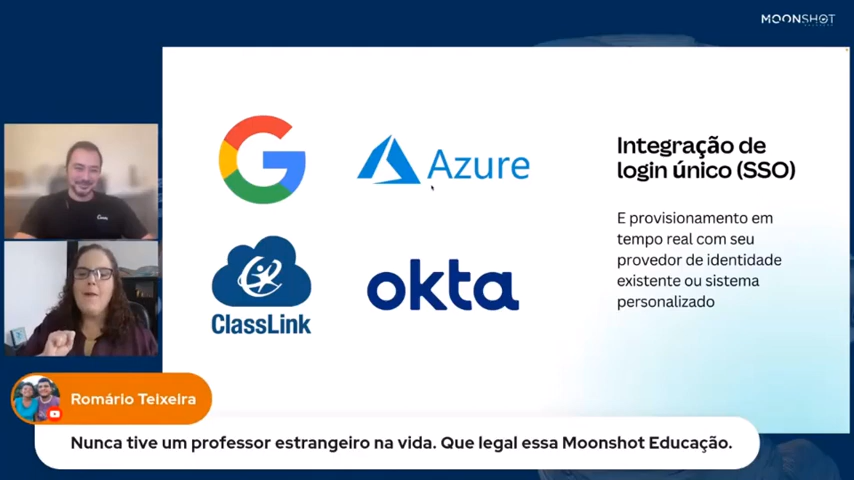 MOONSHOT
Azure
ClassLink
okta
Integração de
login único (SSO)
E provisionamento em
tempo real com seu
provedor de identidade
existente ou sistema
personalizado
Romário Teixeira
Nunca tive um professor estrangeiro na vida. Que legal essa Moonshot Educação.